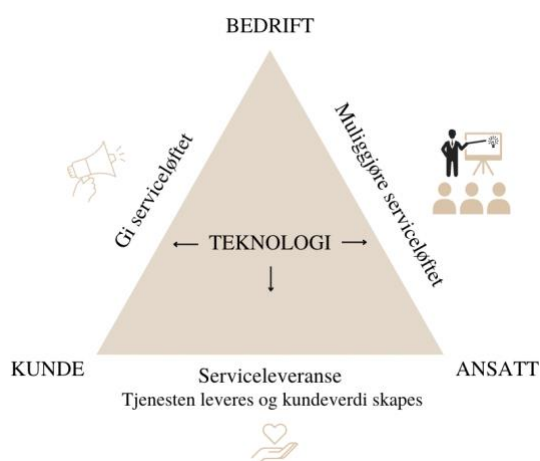 BEDRIFT
Gi serviceløftet
Muliggjøre serviceløftet
TEKNOLOGI
KUNDE
ANSATT
Serviceleveranse
Tjenesten leveres og kundeverdi skapes